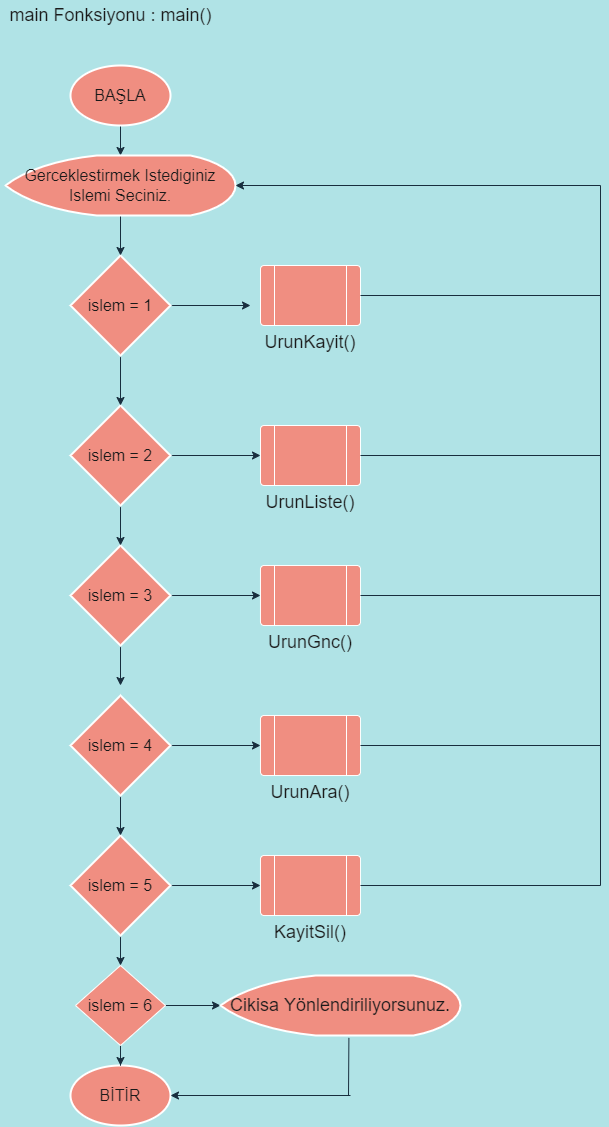 main Fonksiyonu : main()
BAŞLA
Gerceklestirmek Istediginiz
Islemi Seciniz.
islem = 1
UrunKayit()
islem = 2
UrunListe()
islem = 3
UrunGnc()
islem = 4
UrunAra()
islem = 5
KayitSil()
islem = 6
Cikisa Yönlendiriliyorsunuz.
BİTİR